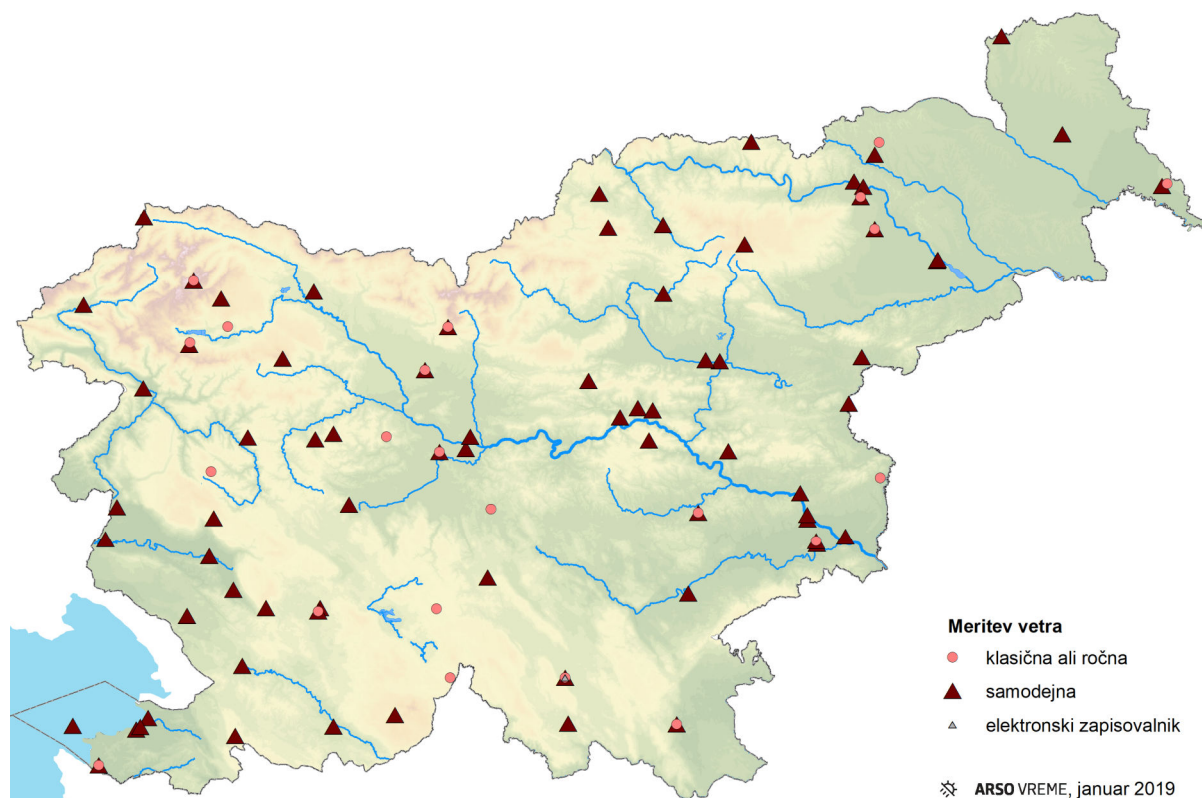 Meritev vetra
klasična ali ročna
samodejna
elektronski zapisovalnik
ARSO VREME, januar 2019